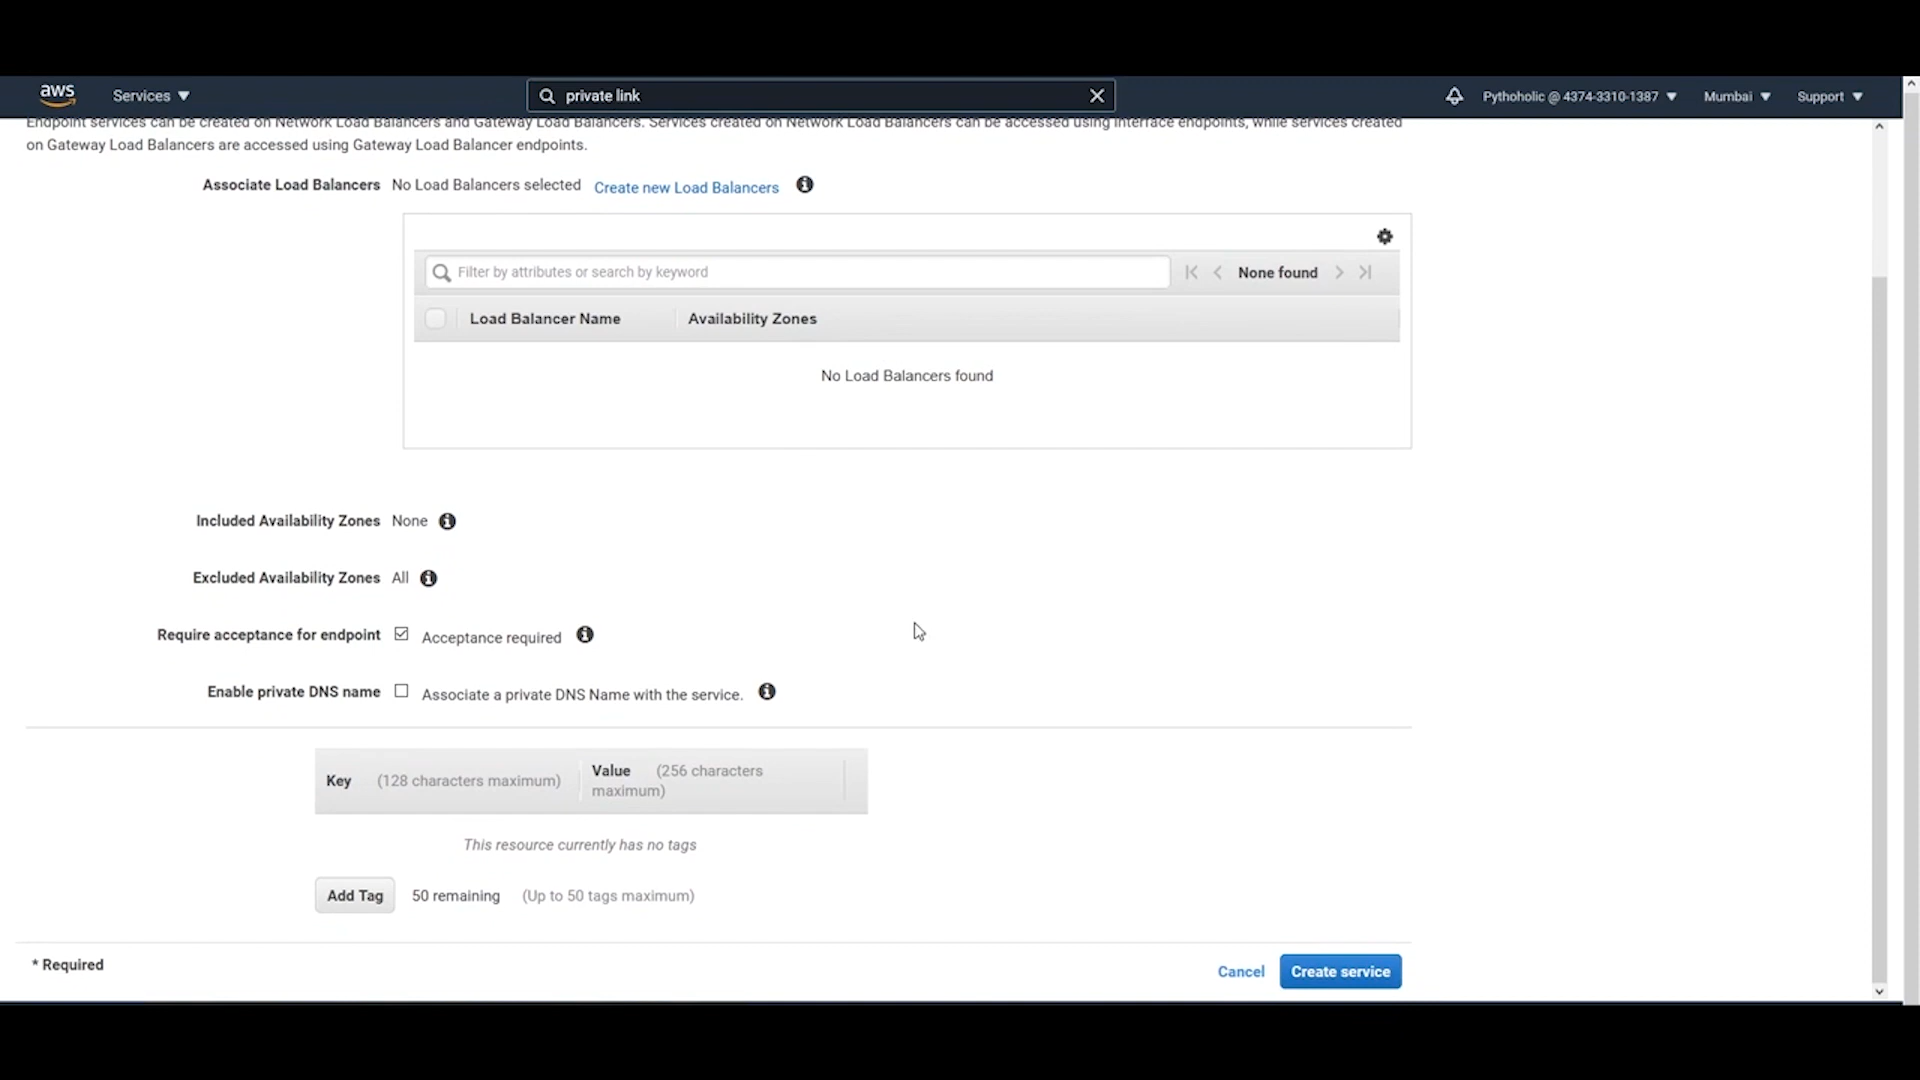 aws
Services ▼
private link
Pythoholic @ 4374-3310-1387 ▼
Mumbai ▼
Support ▼
Endpoint services can be created on Network Load Balancers and Gateway Load Balancers. Services created on Network Load Balancers can be accessed using Interface endpoints, while services created
on Gateway Load Balancers are accessed using Gateway Load Balancer endpoints.
Associate Load Balancers No Load Balancers selected Create new Load Balancers
Filter by attributes or search by keyword
None found
Load Balancer Name Availability Zones
No Load Balancers found
Included Availability Zones None
Excluded Availability Zones All
Require acceptance for endpoint Acceptance required
Enable private DNS name Associate a private DNS Name with the service.
Key (128 characters maximum)
Value (256 characters
maximum)
This resource currently has no tags
Add Tag 50 remaining (Up to 50 tags maximum)
* Required
Cancel Create service